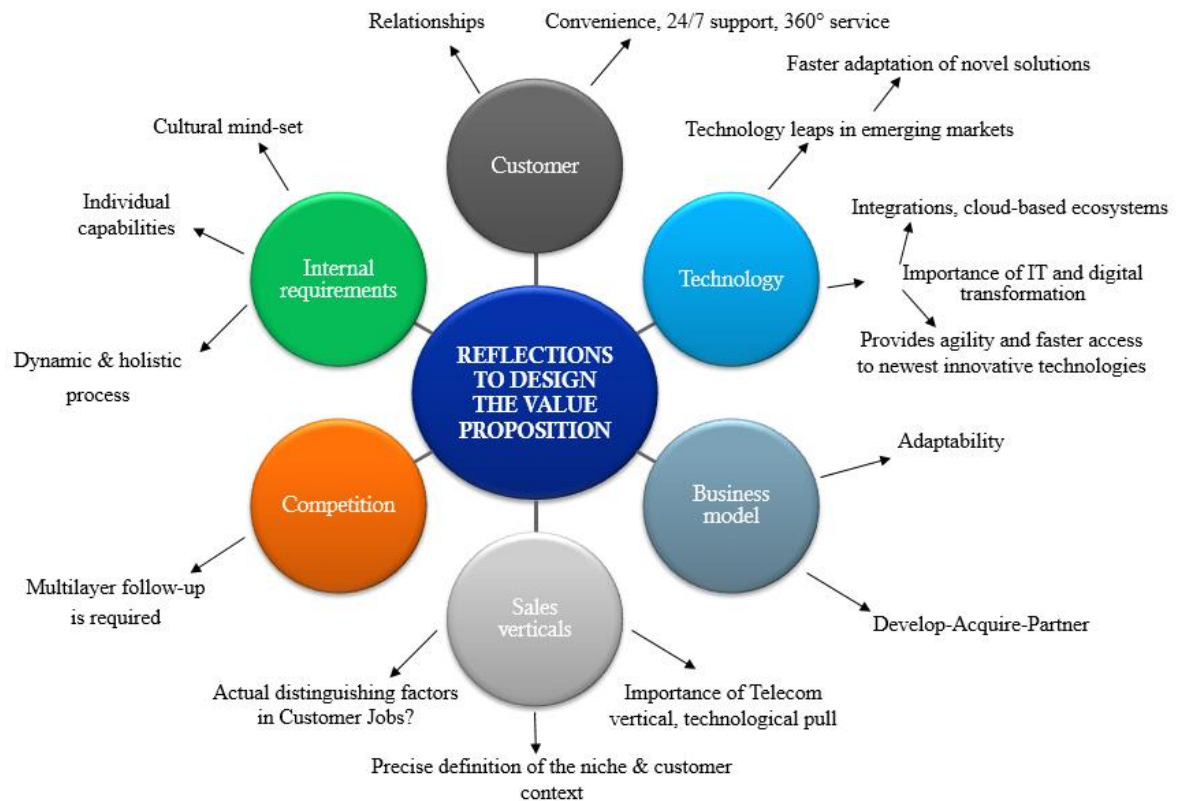 Relationships
Convenience, 24/7 support, 360° service
Faster adaptation of novel solutions
Technology leaps in emerging markets
Cultural mind-set
Customer
Individual
capabilities
Integrations, cloud-based ecosystems
Internal
requirements
Technology
Importance of IT and digital
transformation
Dynamic & holistic
process
Provides agility and faster access
to newest innovative technologies
REFLECTIONS
TO DESIGN
THE VALUE
PROPOSITION
Adaptability
Competition
Business
model
Multilayer follow-up
is required
Sales
verticals
Develop-Acquire-Partner
Actual distinguishing factors
in Customer Jobs?
Importance of Telecom
vertical, technological pull
Precise definition of the niche & customer
context